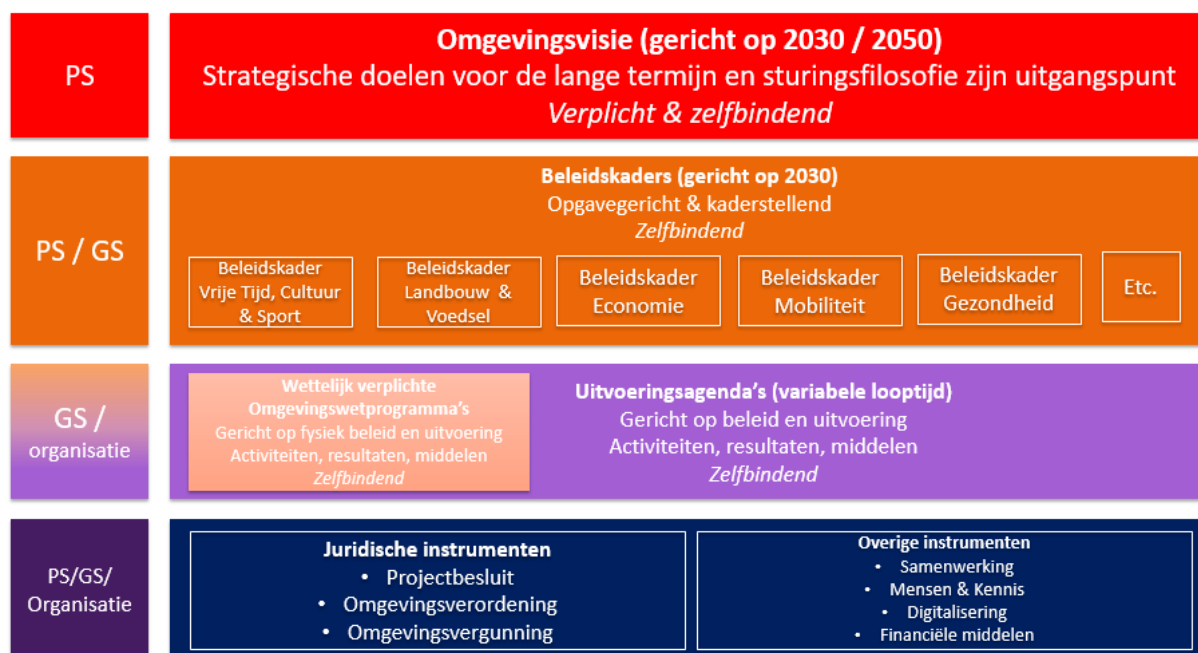 PS
Omgevingsvisie (gericht op 2030 / 2050)
Strategische doelen voor de lange termijn en sturingsfilosofie zijn uitgangspunt
Verplicht & zelfbindend
PS / GS
Beleidskaders (gericht op 2030)
Opgavegericht & kaderstellend
Zelfbindend
Beleidskader
Vrije Tijd, Cultuur
& Sport
Beleidskader
Landbouw &
Voedsel
Beleidskader
Economie
Beleidskader
Mobiliteit
Beleidskader
Gezondheid
Etc.
GS /
organisatie
Wettelijk verplichte
Omgevingswetprogramma's
Gericht op fysiek beleid en uitvoering
Activiteiten, resultaten, middelen
Zelfbindend
Uitvoeringsagenda's (variabele looptijd)
Gericht op beleid en uitvoering
Activiteiten, resultaten, middelen
Zelfbindend
PS/GS/
Organisatie
Juridische instrumenten
• Projectbesluit
• Omgevingsverordening
• Omgevingsvergunning
Overige instrumenten
• Samenwerking
• Mensen & Kennis
• Digitalisering
• Financiële middelen